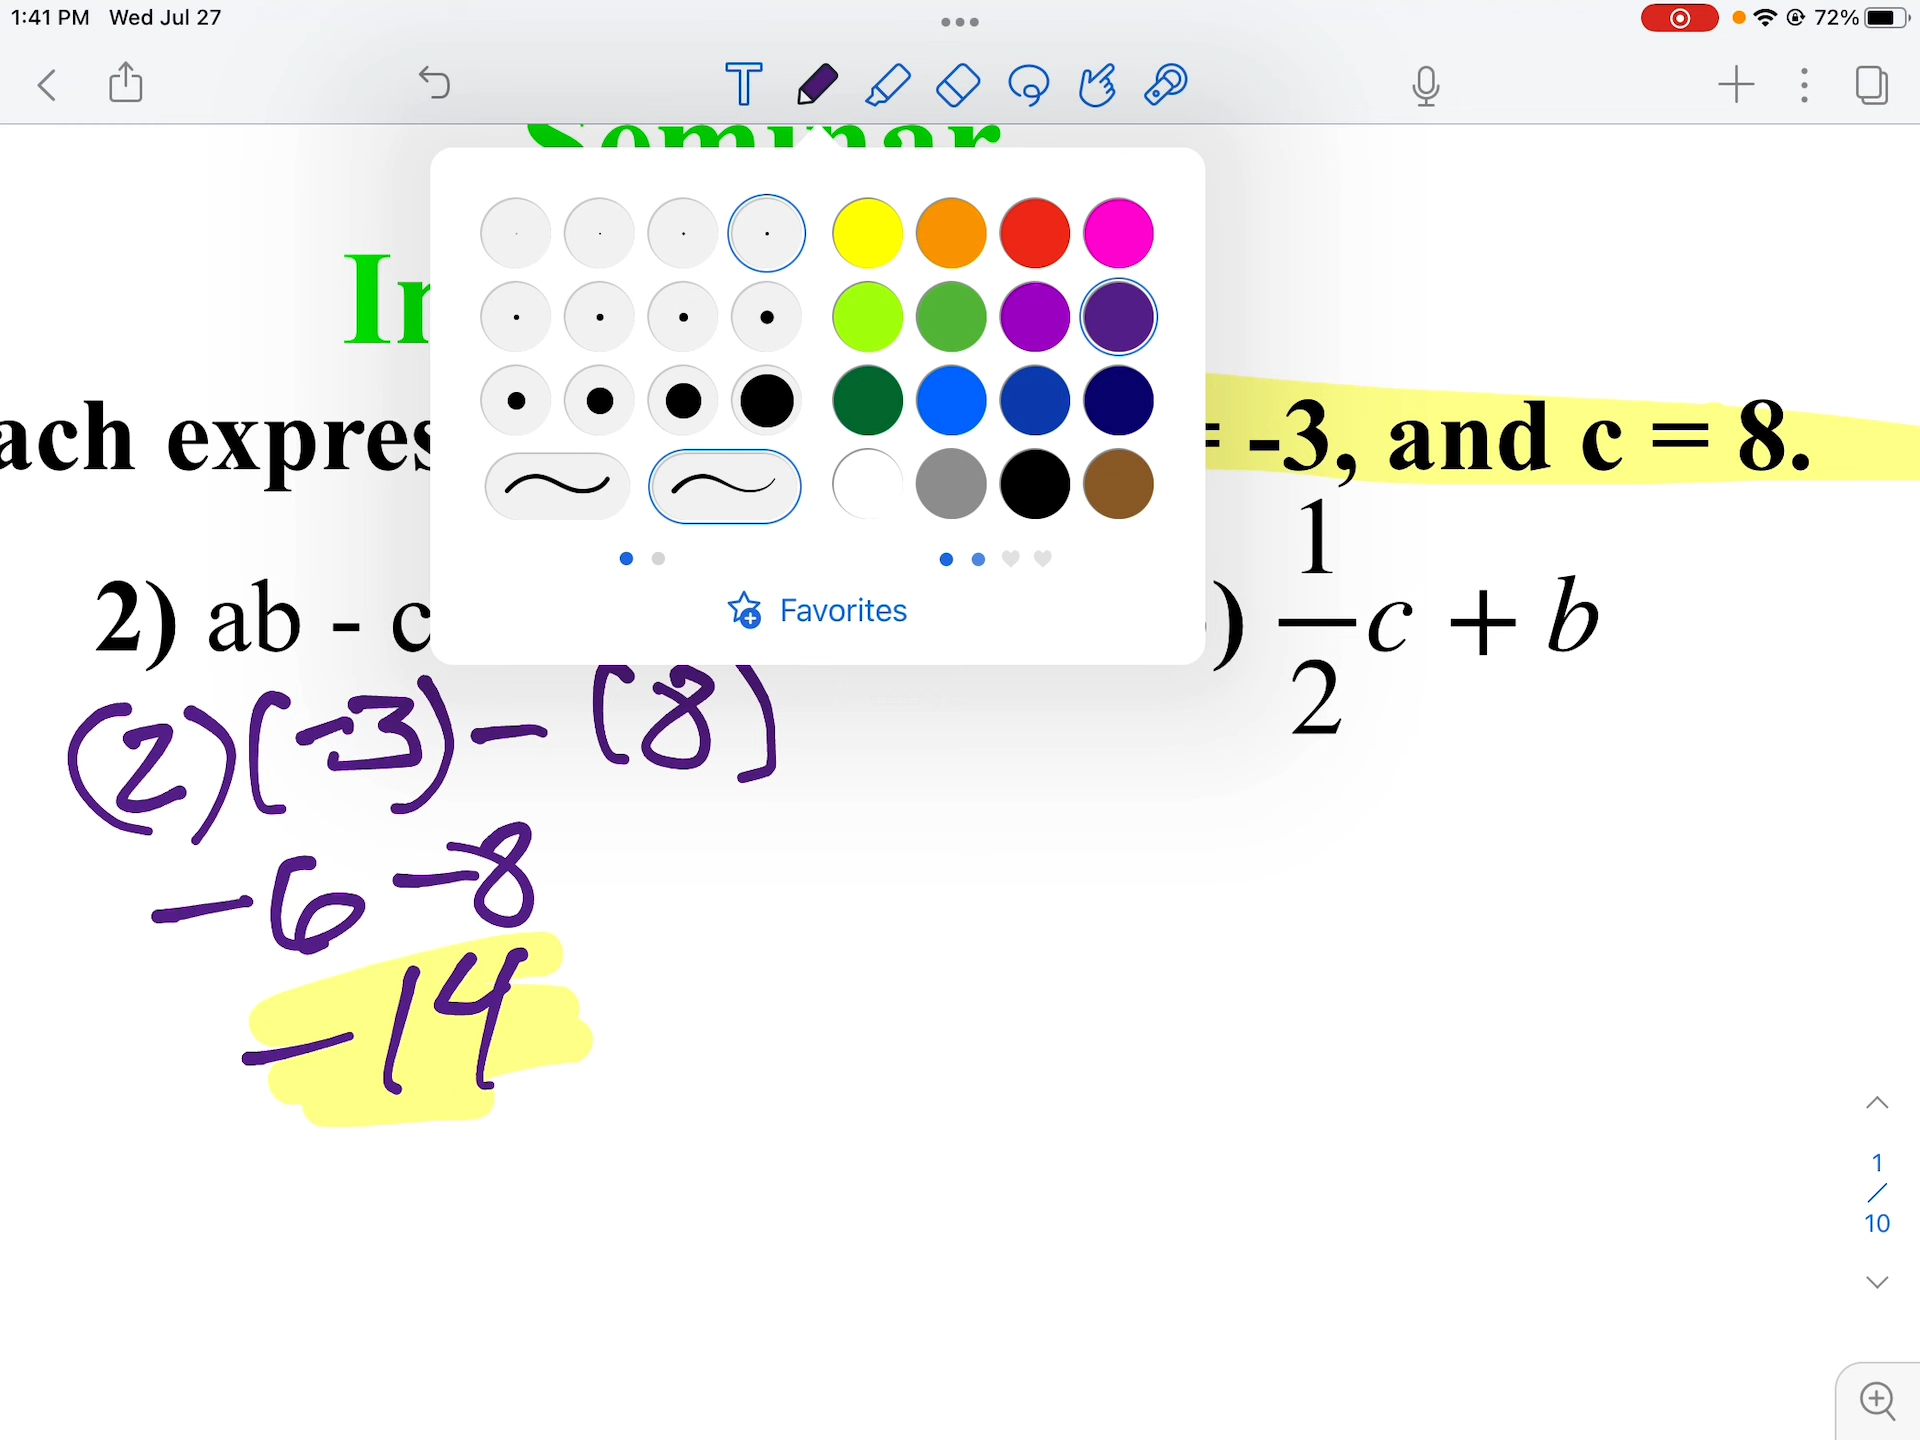 1:41 PM Wed Jul 27 72%
T
Seminar
ach expres = -3, and c = 8.
2) ab - c ) 1/2 c + b
(2)(-3) - (8)
-6 -8
-14
Favorites
1
/
10